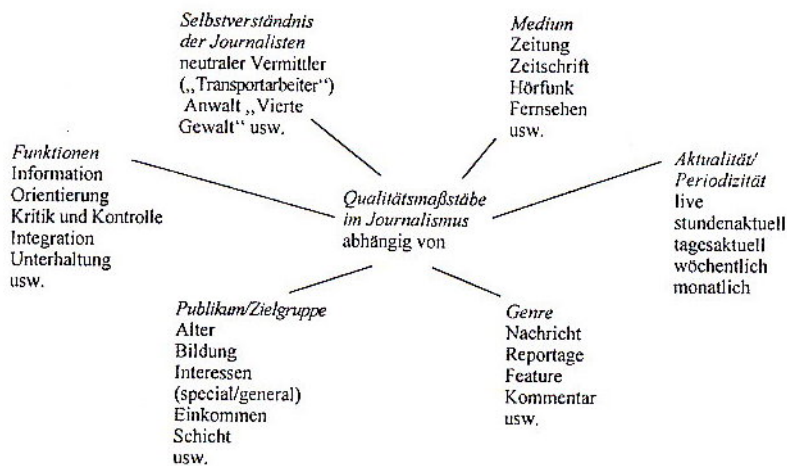 Selbstverständnis
der Journalisten
neutraler Vermittler
(„Transportarbeiter“)
Anwalt „Vierte
Gewalt“ usw.
Medium
Zeitung
Zeitschrift
Hörfunk
Fernsehen
usw.
Funktionen
Information
Orientierung
Kritik und Kontrolle
Integration
Unterhaltung
usw.
Qualitätsmaßstäbe
im Journalismus
abhängig von
Aktualität/
Periodizität
live
stundenaktuell
tagesaktuell
wöchentlich
monatlich
Publikum/Zielgruppe
Alter
Bildung
Interessen
(special/general)
Einkommen
Schicht
usw.
Genre
Nachricht
Reportage
Feature
Kommentar
usw.